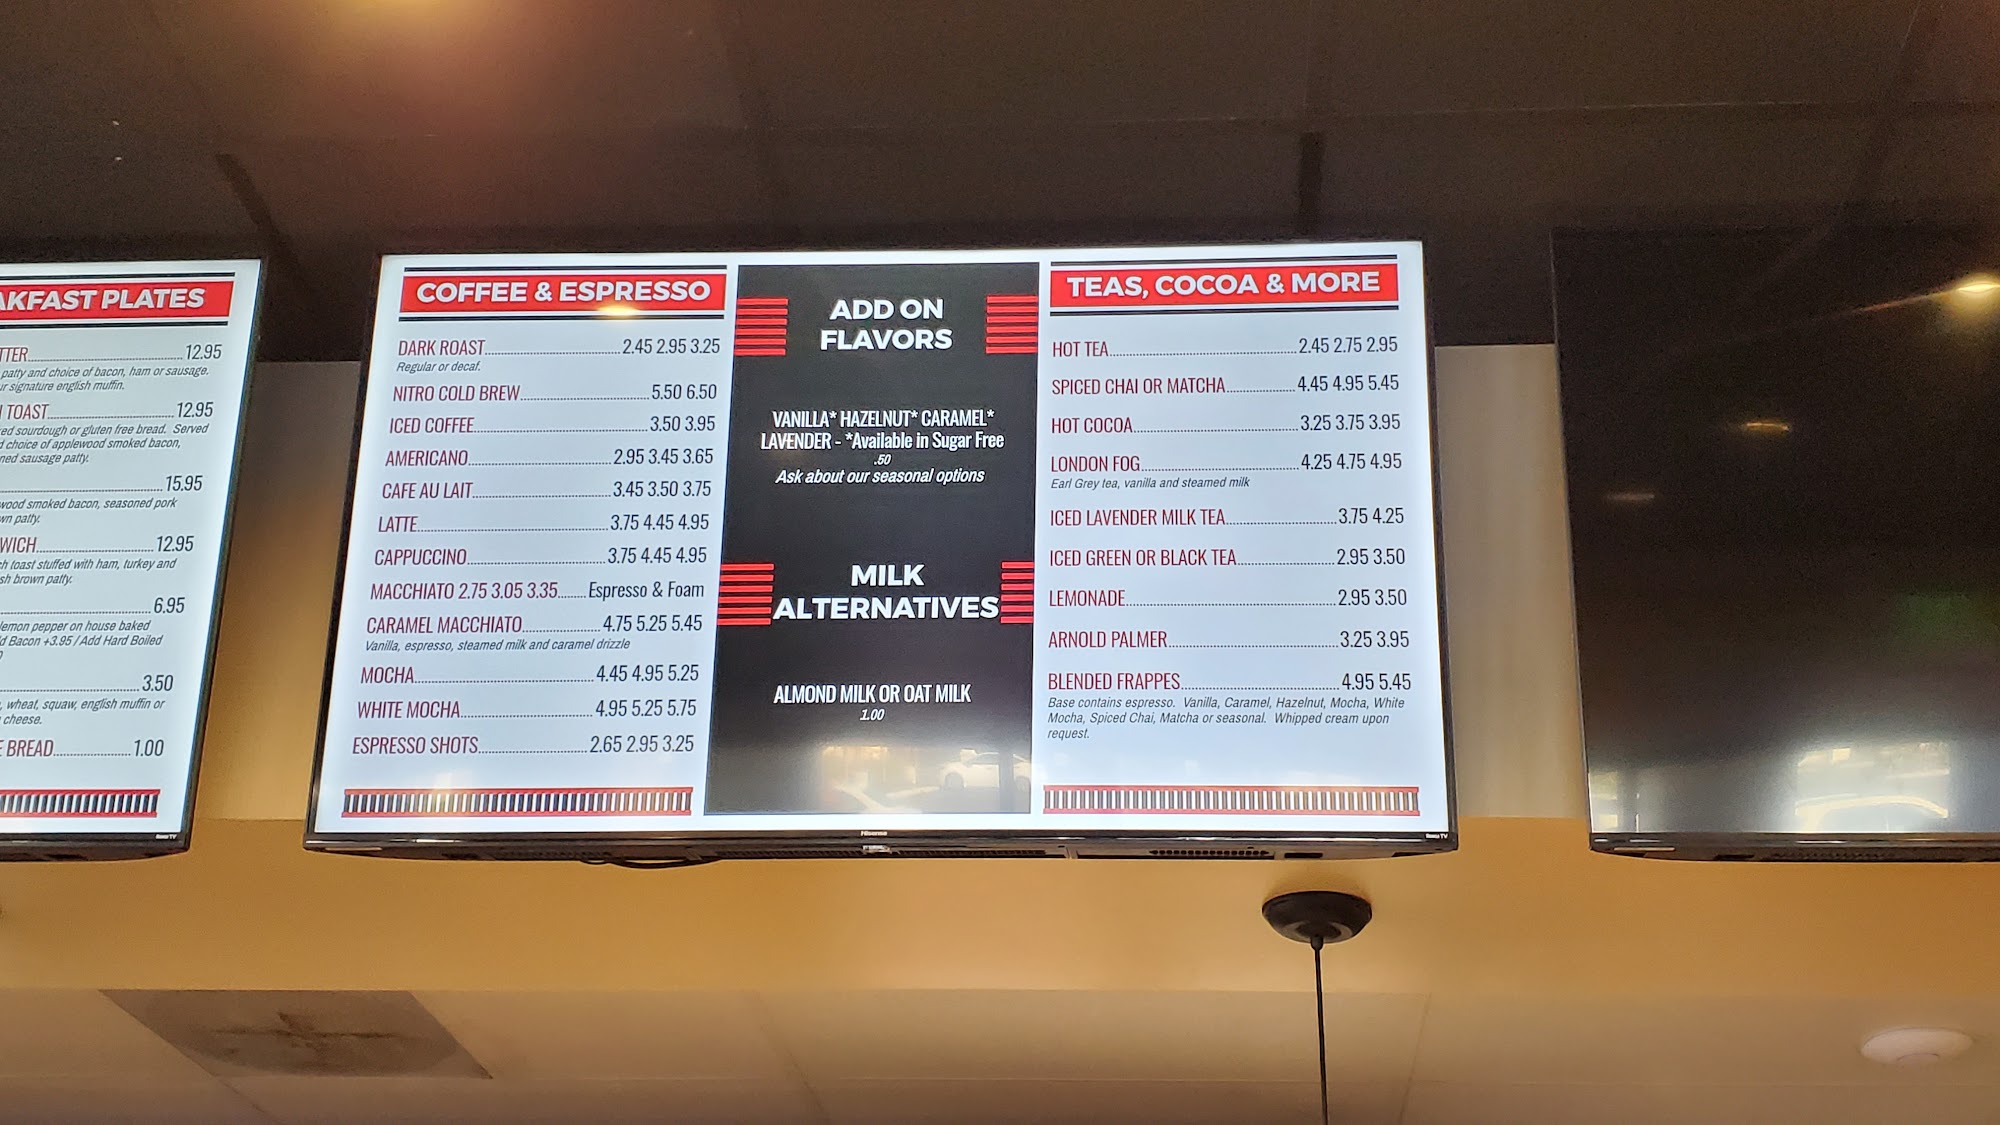 AKFAST PLATES
TTER 12.95
patty and choice of bacon, ham or sausage.
r signature english muffin.
TOAST 12.95
ed sourdough or gluten free bread. Served
d choice of applewood smoked bacon,
ned sausage patty.
15.95
wood smoked bacon, seasoned pork
wn patty.
WICH 12.95
ch toast stuffed with ham, turkey and
sh brown patty.
6.95
lemon pepper on house baked
d Bacon +3.95 / Add Hard Boiled
3.50
, wheat, squaw, english muffin or
cheese.
E BREAD 1.00
COFFEE & ESPRESSO
DARK ROAST 2.45 2.95 3.25
Regular or decaf.
NITRO COLD BREW 5.50 6.50
ICED COFFEE 3.50 3.95
AMERICANO 2.95 3.45 3.65
CAFE AU LAIT 3.45 3.50 3.75
LATTE 3.75 4.45 4.95
CAPPUCCINO 3.75 4.45 4.95
MACCHIATO 2.75 3.05 3.35 Espresso & Foam
CARAMEL MACCHIATO 4.75 5.25 5.45
Vanilla, espresso, steamed milk and caramel drizzle
MOCHA 4.45 4.95 5.25
WHITE MOCHA 4.95 5.25 5.75
ESPRESSO SHOTS 2.65 2.95 3.25
ADD ON
FLAVORS
VANILLA* HAZELNUT* CARAMEL*
LAVENDER - *Available in Sugar Free
.50
Ask about our seasonal options
MILK
ALTERNATIVES
ALMOND MILK OR OAT MILK
1.00
TEAS, COCOA & MORE
HOT TEA 2.45 2.75 2.95
SPICED CHAI OR MATCHA 4.45 4.95 5.45
HOT COCOA 3.25 3.75 3.95
LONDON FOG 4.25 4.75 4.95
Earl Grey tea, vanilla and steamed milk
ICED LAVENDER MILK TEA 3.75 4.25
ICED GREEN OR BLACK TEA 2.95 3.50
LEMONADE 2.95 3.50
ARNOLD PALMER 3.25 3.95
BLENDED FRAPPES 4.95 5.45
Base contains espresso. Vanilla, Caramel, Hazelnut, Mocha, White
Mocha, Spiced Chai, Matcha or seasonal. Whipped cream upon
request.
Roku TV
Hisense
Roku TV